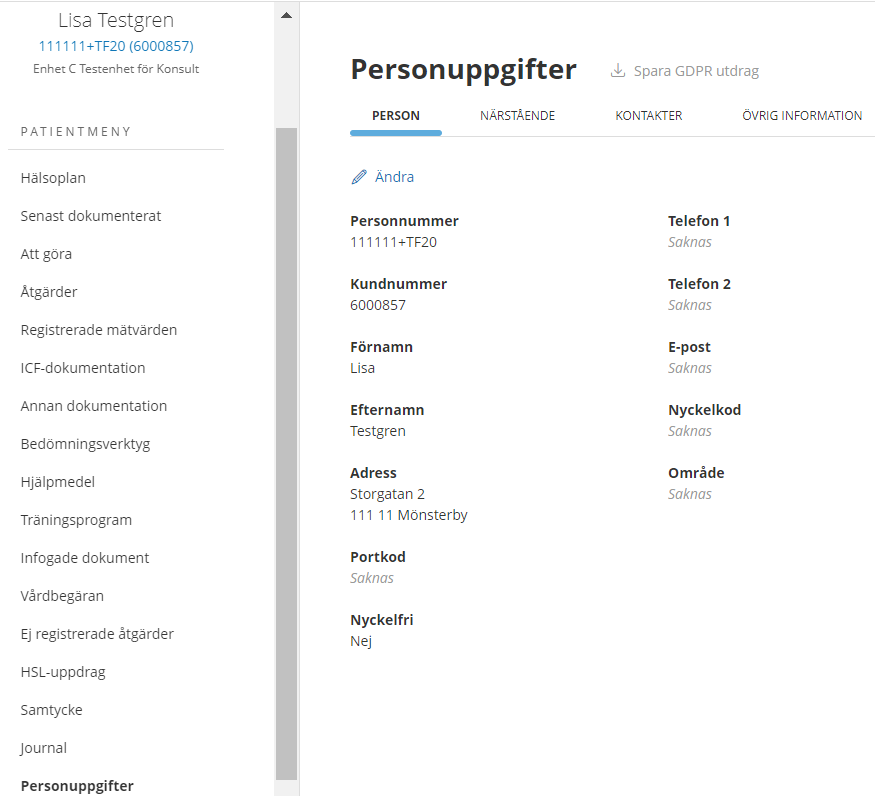 Lisa Testgren
111111+TF20 (6000857)
Enhet C Testenhet för Konsult
PATIENTMENY
Hälsoplan
Senast dokumenterat
Att göra
Åtgärder
Registrerade mätvärden
ICF-dokumentation
Annan dokumentation
Bedömningsverktyg
Hjälpmedel
Träningsprogram
Infogade dokument
Vårdbegäran
Ej registrerade åtgärder
HSL-uppdrag
Samtycke
Journal
Personuppgifter
Personuppgifter
Spara GDPR utdrag
PERSON NÄRSTÅENDE KONTAKTER ÖVRIG INFORMATION
Ändra
Personnummer
111111+TF20
Kundnummer
6000857
Förnamn
Lisa
Efternamn
Testgren
Adress
Storgatan 2
111 11 Mönsterby
Portkod
Saknas
Nyckelfri
Nej
Telefon 1
Saknas
Telefon 2
Saknas
E-post
Saknas
Nyckelkod
Saknas
Område
Saknas